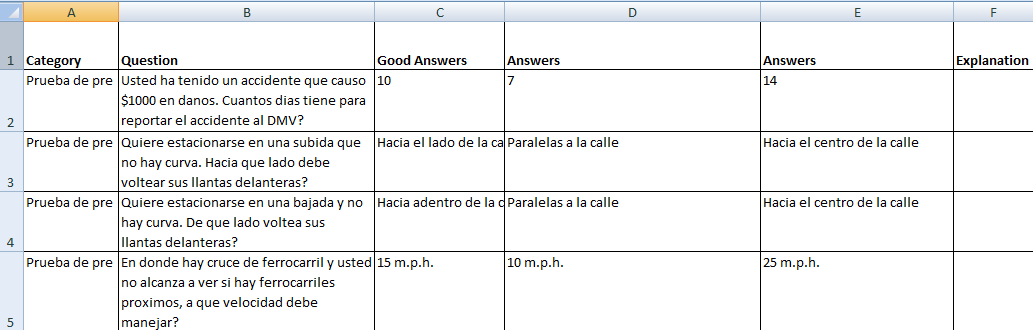 A B C D E F
1 Category Question Good Answers Answers Answers Explanation
Prueba de pre Usted ha tenido un accidente que causo 10 7 14
$1000 en danos. Cuantos dias tiene para
2 reportar el accidente al DMV?
Prueba de pre Quiere estacionarse en una subida que Hacia el lado de la ca Paralelas a la calle Hacia el centro de la calle
no hay curva. Hacia que lado debe
3 voltear sus llantas delanteras?
Prueba de pre Quiere estacionarse en una bajada y no Hacia adentro de la c Paralelas a la calle Hacia el centro de la calle
hay curva. De que lado voltea sus
4 llantas delanteras?
Prueba de pre En donde hay cruce de ferrocarril y usted 15 m.p.h. 10 m.p.h. 25 m.p.h.
no alcanza a ver si hay ferrocarriles
proximos, a que velocidad debe
5 manejar?